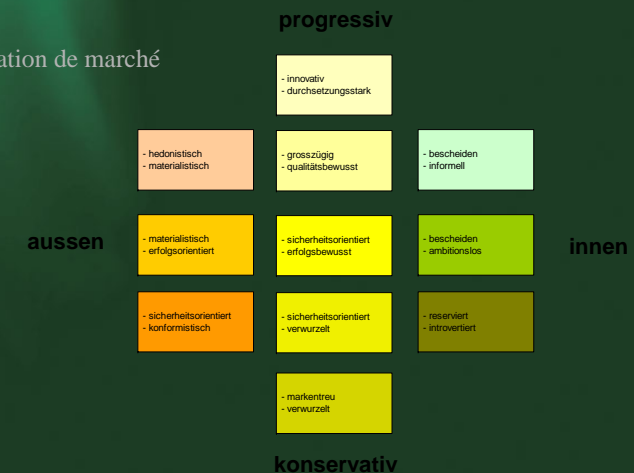 progressiv
ation de marché
- innovativ
- durchsetzungsstark
- hedonistisch
- materialistisch
- grosszügig
- qualitätsbewusst
- bescheiden
- informell
aussen
- materialistisch
- erfolgsorientiert
- sicherheitsorientiert
- erfolgsbewusst
- bescheiden
- ambitionslos
innen
- sicherheitsorientiert
- konformistisch
- sicherheitsorientiert
- verwurzelt
- reserviert
- introvertiert
- markentreu
- verwurzelt
konservativ